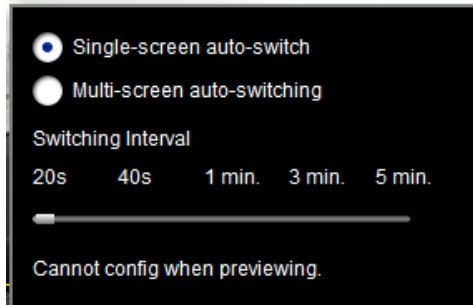 Single-screen auto-switch
Multi-screen auto-switching
Switching Interval
20s 40s 1 min. 3 min. 5 min.
Cannot config when previewing.